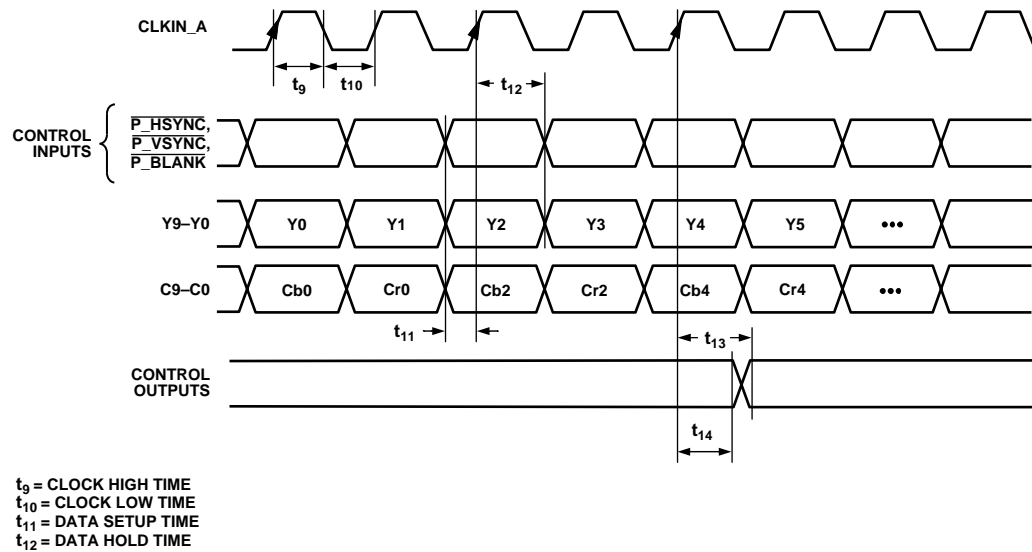 CLKIN_A
t9
t10
t12
CONTROL
INPUTS
P_HSYNC,
P_VSYNC,
P_BLANK
Y9–Y0
Y0
Y1
Y2
Y3
Y4
Y5
•••
C9–C0
Cb0
Cr0
Cb2
Cr2
Cb4
Cr4
•••
t11
t13
CONTROL
OUTPUTS
t14
t9 = CLOCK HIGH TIME
t10 = CLOCK LOW TIME
t11 = DATA SETUP TIME
t12 = DATA HOLD TIME